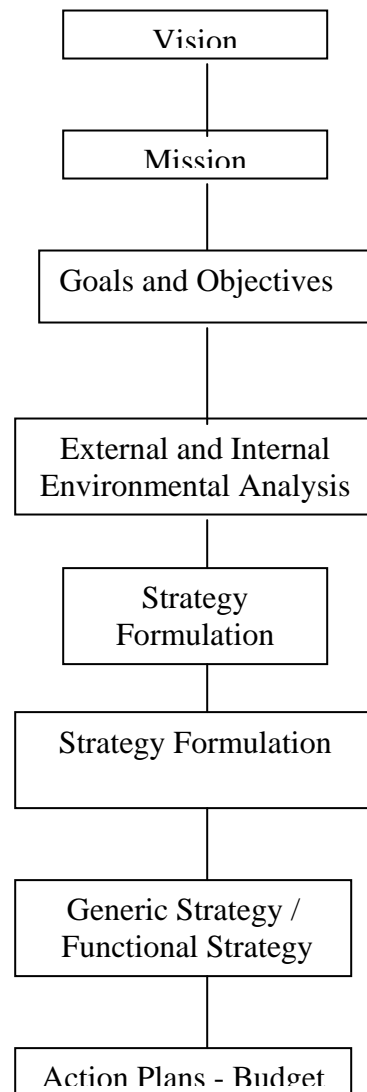 Vision
Mission
Goals and Objectives
External and Internal
Environmental Analysis
Strategy
Formulation
Strategy Formulation
Generic Strategy /
Functional Strategy
Action Plans - Budget